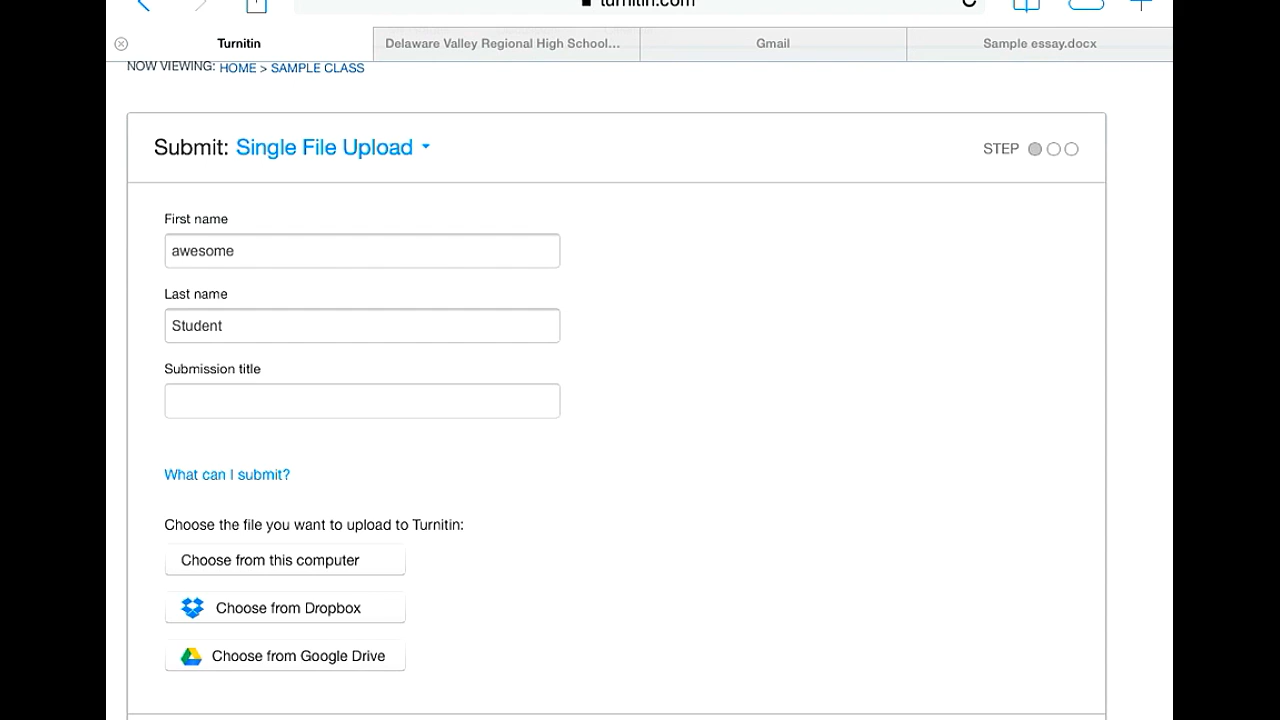 turnitin.com
Turnitin
Delaware Valley Regional High School...
Gmail
Sample essay.docx
NOW VIEWING: HOME > SAMPLE CLASS
Submit: Single File Upload
STEP
First name
awesome
Last name
Student
Submission title
What can I submit?
Choose the file you want to upload to Turnitin:
Choose from this computer
Choose from Dropbox
Choose from Google Drive